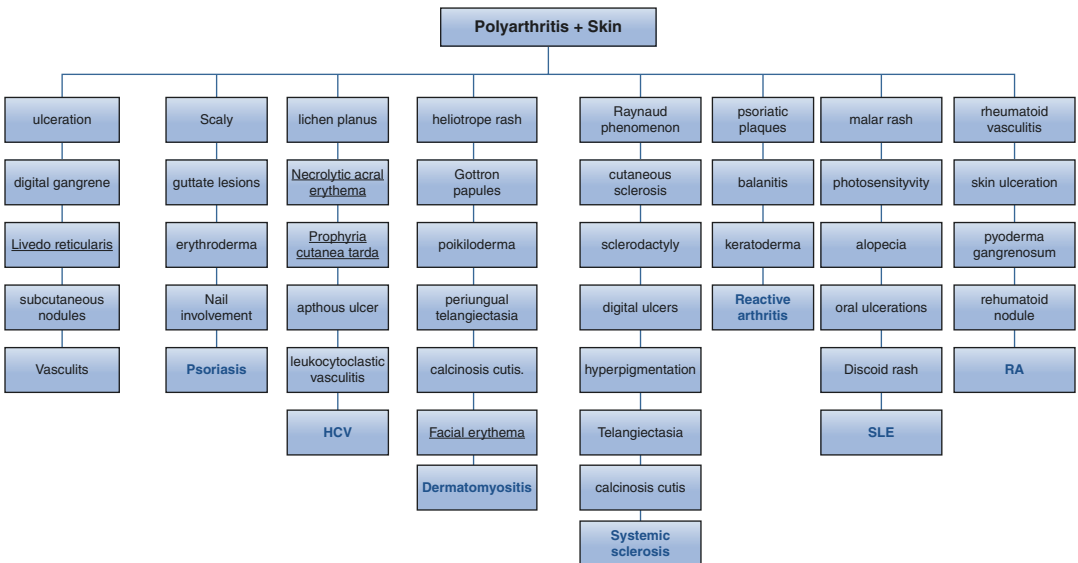 Polyarthritis + Skin
ulceration
digital gangrene
Livedo reticularis
subcutaneous
nodules
Vasculits
Scaly
guttate lesions
erythroderma
Nail
involvement
Psoriasis
lichen planus
Necrolytic acral
erythema
Prophyria
cutanea tarda
apthous ulcer
leukocytoclastic
vasculitis
HCV
heliotrope rash
Gottron
papules
poikiloderma
periungual
telangiectasia
calcinosis cutis.
Facial erythema
Dermatomyositis
Raynaud
phenomenon
cutaneous
sclerosis
sclerodactyly
digital ulcers
hyperpigmentation
Telangiectasia
calcinosis cutis
Systemic
sclerosis
psoriatic
plaques
balanitis
keratoderma
Reactive
arthritis
malar rash
photosensityvity
alopecia
oral ulcerations
Discoid rash
SLE
rheumatoid
vasculitis
skin ulceration
pyoderma
gangrenosum
rehumatoid
nodule
RA